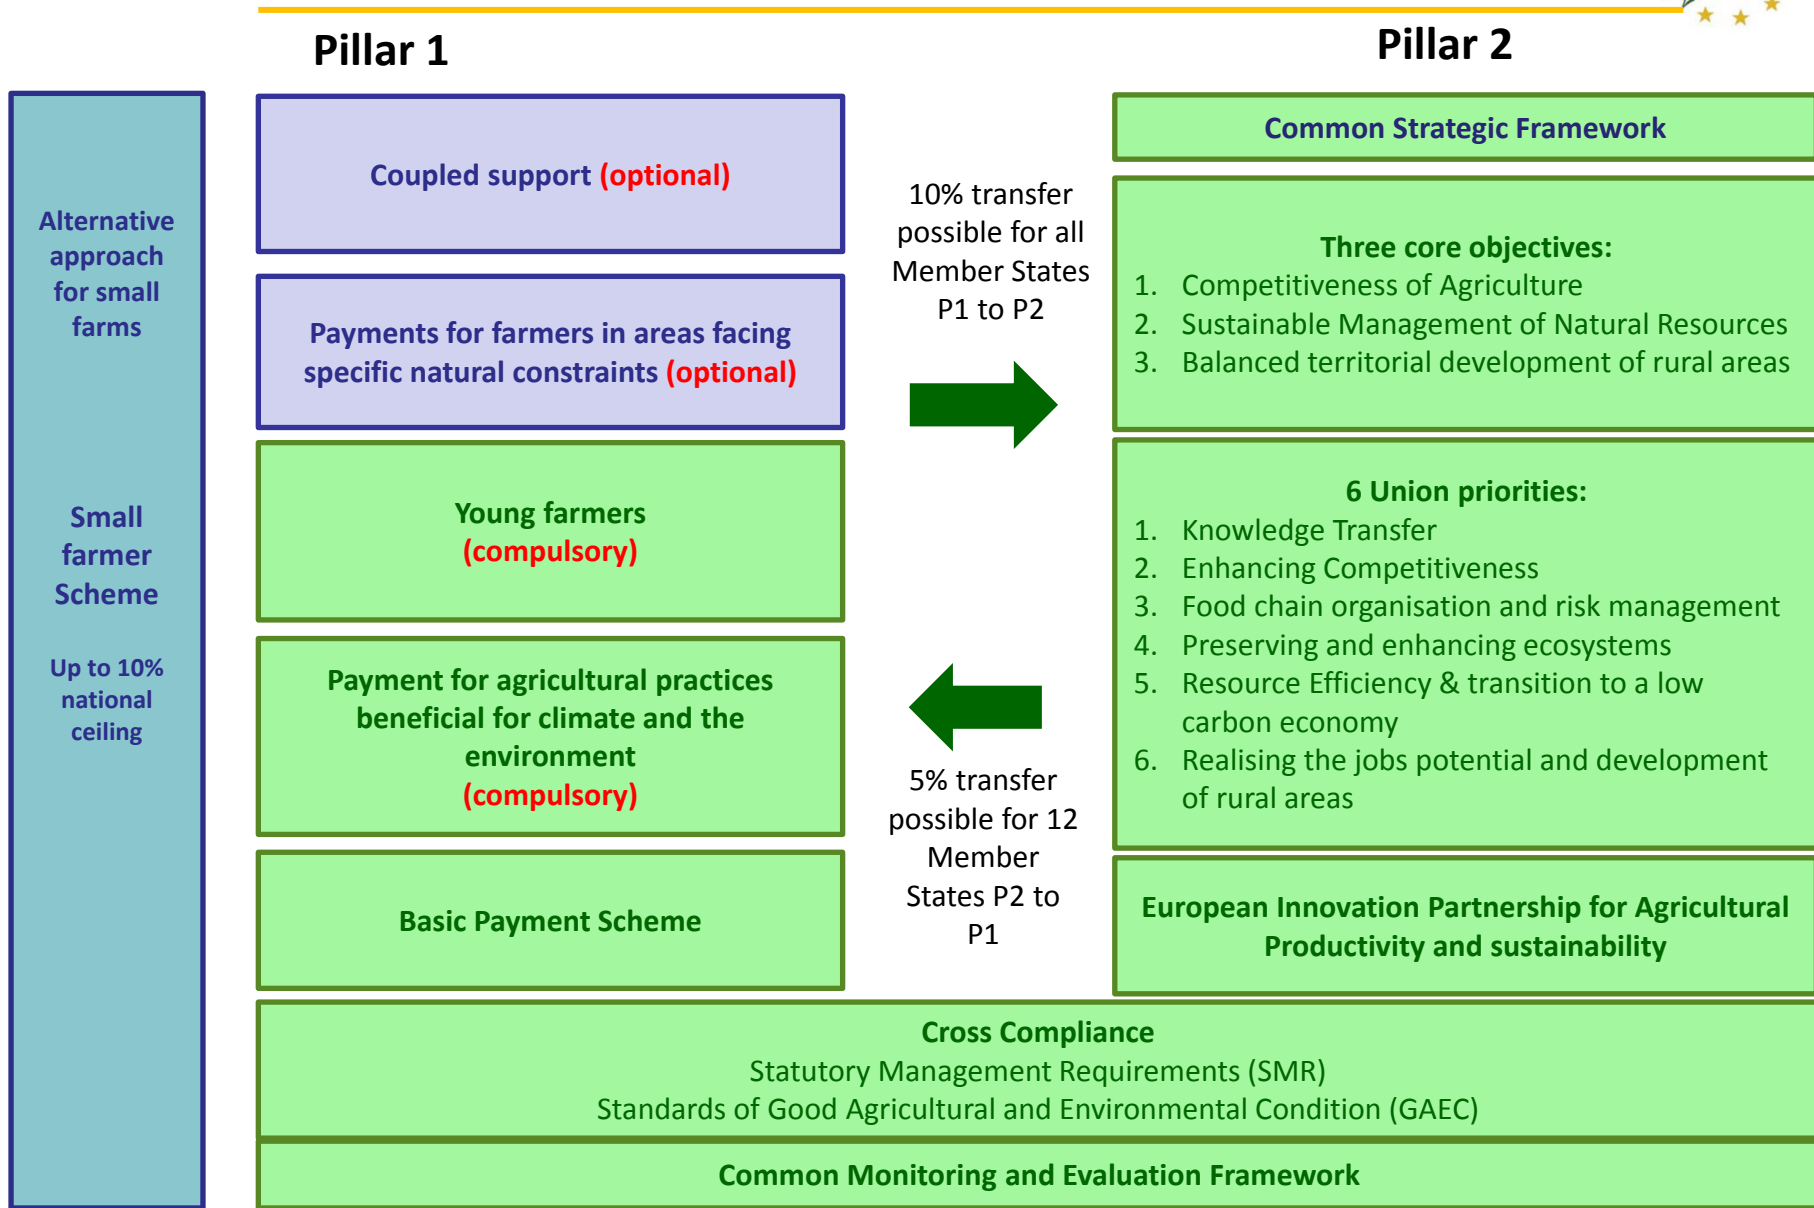 Pillar 1
Pillar 2
Alternative
approach
for small
farms
Small
farmer
Scheme
Up to 10%
national
ceiling
Coupled support (optional)
Payments for farmers in areas facing
specific natural constraints (optional)
Young farmers
(compulsory)
Payment for agricultural practices
beneficial for climate and the
environment
(compulsory)
Basic Payment Scheme
10% transfer
possible for all
Member States
P1 to P2
5% transfer
possible for 12
Member
States P2 to
P1
Common Strategic Framework
Three core objectives:
1. Competitiveness of Agriculture
2. Sustainable Management of Natural Resources
3. Balanced territorial development of rural areas
6 Union priorities:
1. Knowledge Transfer
2. Enhancing Competitiveness
3. Food chain organisation and risk management
4. Preserving and enhancing ecosystems
5. Resource Efficiency & transition to a low
carbon economy
6. Realising the jobs potential and development
of rural areas
European Innovation Partnership for Agricultural
Productivity and sustainability
Cross Compliance
Statutory Management Requirements (SMR)
Standards of Good Agricultural and Environmental Condition (GAEC)
Common Monitoring and Evaluation Framework